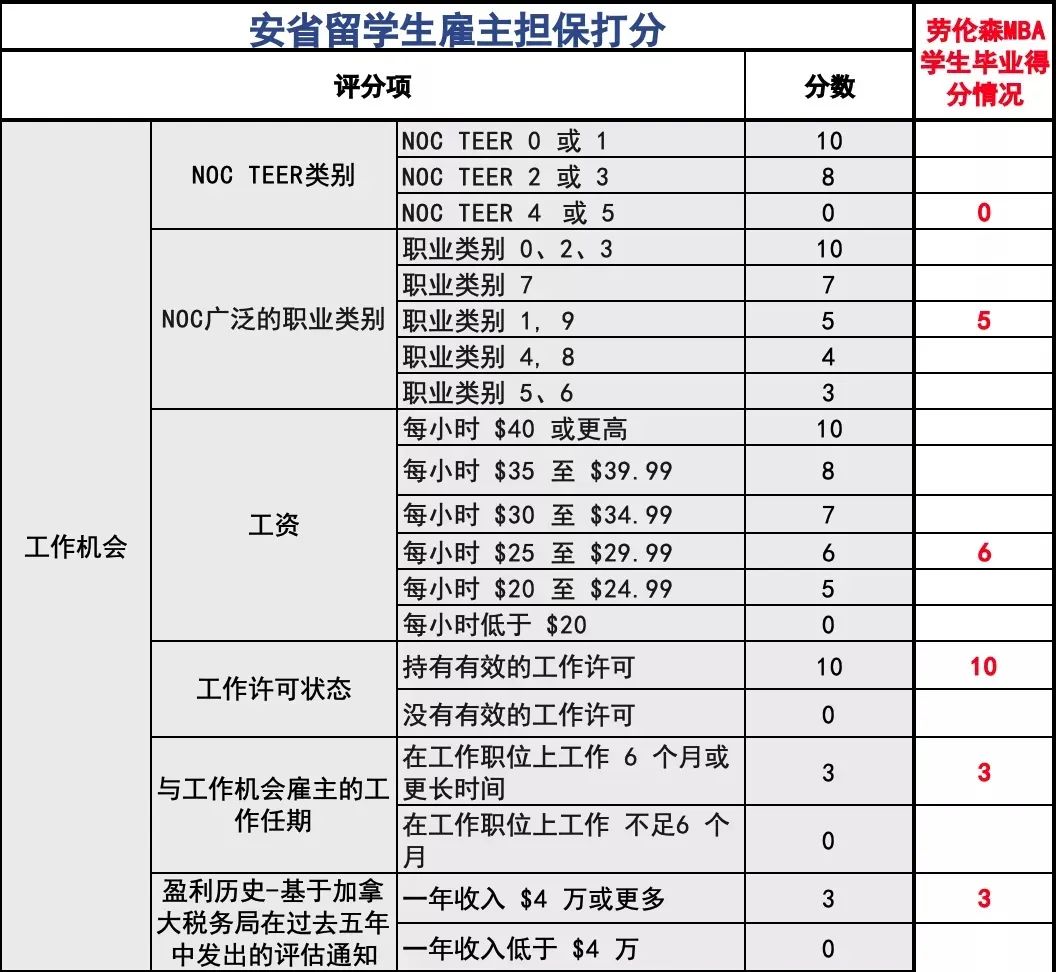 安省留学生雇主担保打分
劳伦森MBA
学生毕业得
分情况
评分项 分数
工作机会
NOC TEER类别
NOC TEER 0 或 1 10
NOC TEER 2 或 3 8
NOC TEER 4 或 5 0 0
NOC广泛的职业类别
职业类别 0、2、3 10
职业类别 7 7
职业类别 1, 9 5 5
职业类别 4, 8 4
职业类别 5、6 3
工资
每小时 $40 或更高 10
每小时 $35 至 $39.99 8
每小时 $30 至 $34.99 7
每小时 $25 至 $29.99 6 6
每小时 $20 至 $24.99 5
每小时低于 $20 0
工作许可状态
持有有效的工作许可 10 10
没有有效的工作许可 0
与工作机会雇主的工
作任期
在工作职位上工作 6 个月或
更长时间 3 3
在工作职位上工作 不足6 个
月 0
盈利历史-基于加拿
大税务局在过去五年
中发出的评估通知
一年收入 $4 万或更多 3 3
一年收入低于 $4 万 0